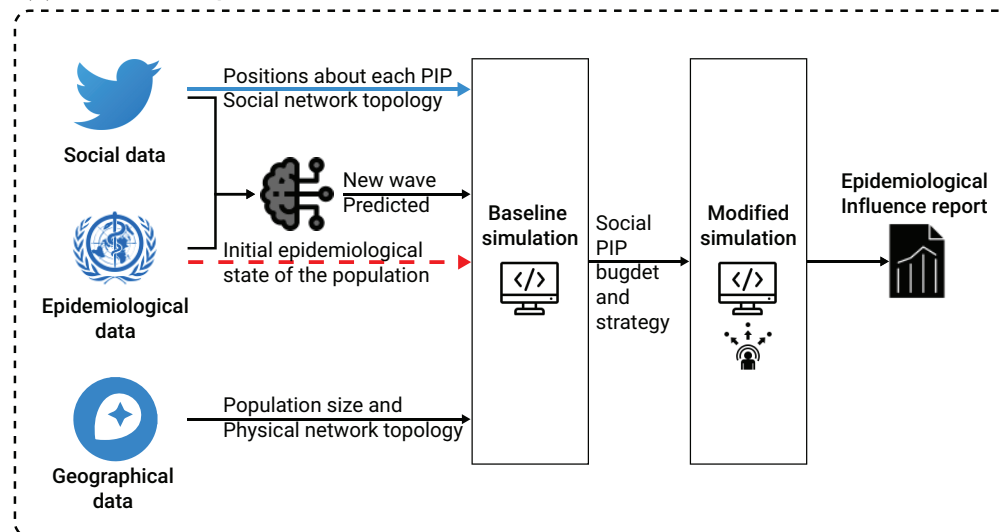 Positions about each PIP
Social network topology
Social data
New wave
Predicted
Initial epidemiological
state of the population
Epidemiological
data
Population size and
Physical network topology
Geographical
data
Baseline
simulation
</>
Social
PIP
bugdet
and
strategy
Modified
simulation
</>
Epidemiological
Influence report